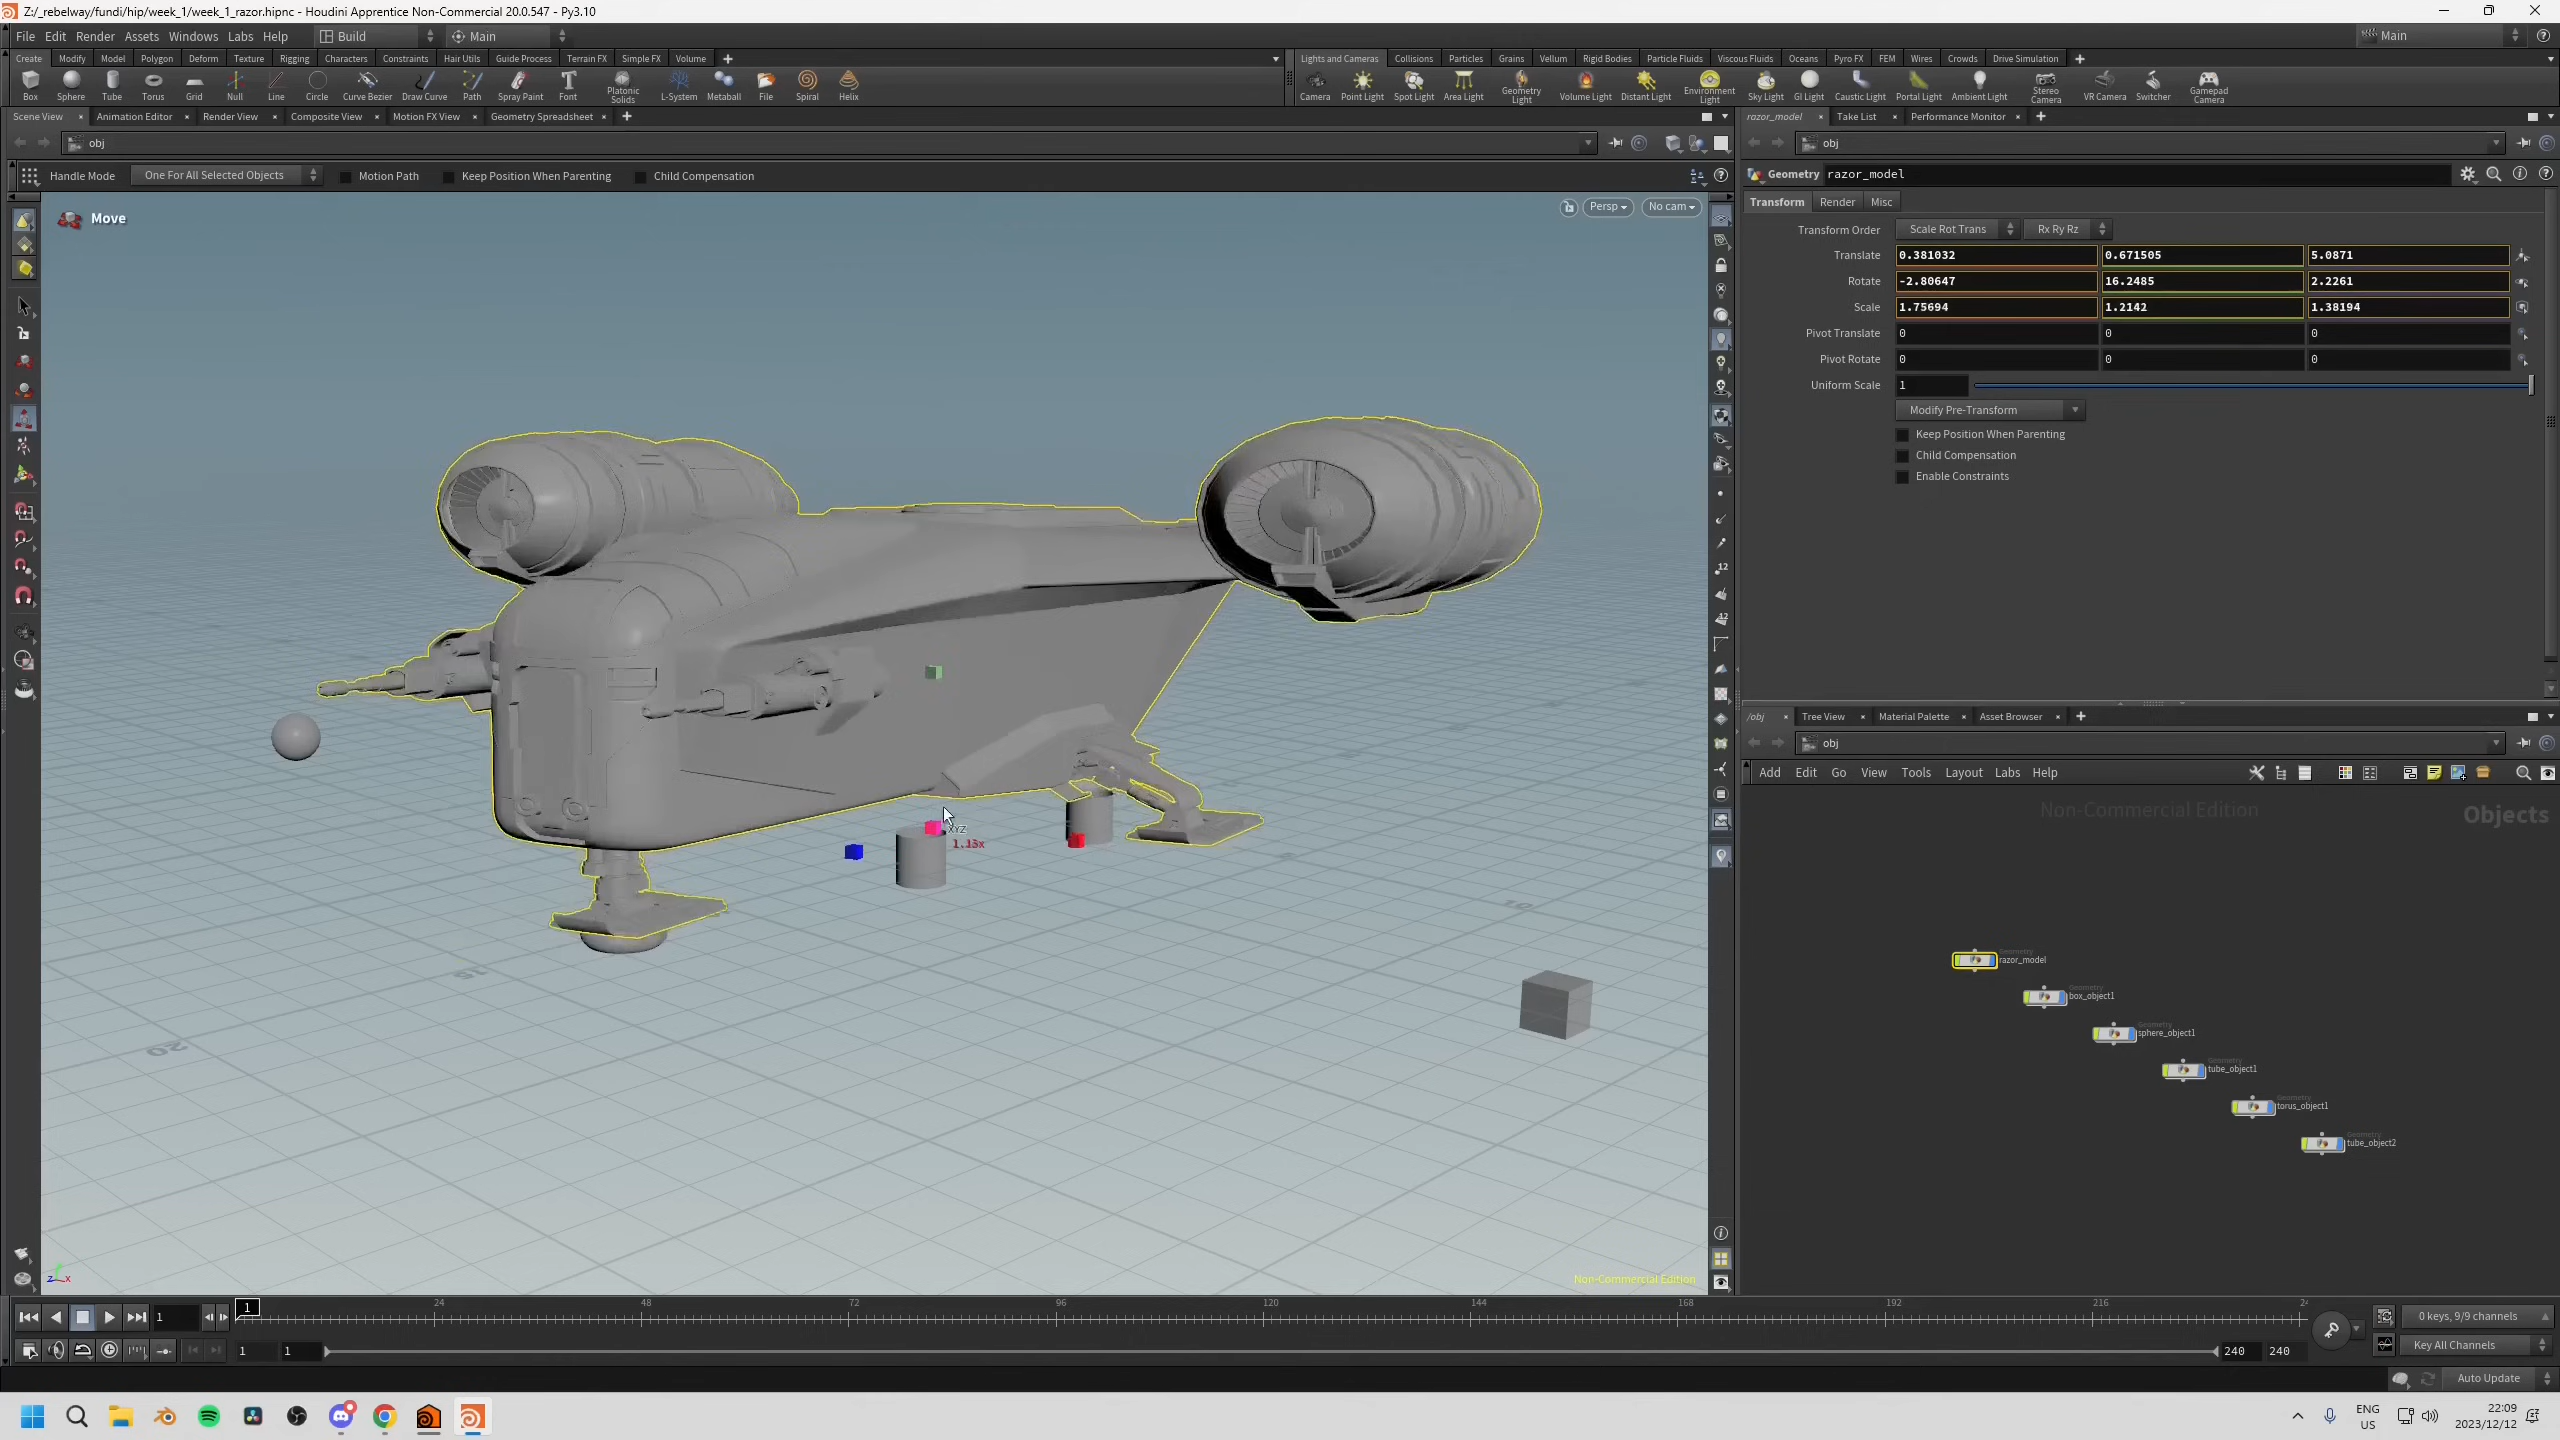 Z:/_rebelway/fundi/hip/week_1/week_1_razor.hipnc - Houdini Apprentice Non-Commercial 20.0.547 - Py3.10
File Edit Render Assets Windows Labs Help Build Main Main
Create Modify Model Polygon Deform Texture Rigging Characters Constraints Hair Utils Guide Process Terrain FX Simple FX Volume
Lights and Cameras Collisions Particles Grains Vellum Rigid Bodies Particle Fluids Viscous Fluids Oceans Pyro FX FEM Wires Crowds Drive Simulation
Box Sphere Tube Torus Grid Null Line Circle Curve Bezier Draw Curve Path Spray Paint Font Platonic Solids L-System Metaball File Spiral Helix
Camera Point Light Spot Light Area Light Geometry Light Volume Light Distant Light Environment Light Sky Light GI Light Caustic Light Portal Light Ambient Light Stereo Camera VR Camera Switcher Gamepad Camera
Scene View Animation Editor Render View Composite View Motion FX View Geometry Spreadsheet
razor_model Take List Performance Monitor
obj
obj
Handle Mode One For All Selected Objects Motion Path Keep Position When Parenting Child Compensation
Geometry razor_model
Move
Persp No cam
Transform Render Misc
Transform Order Scale Rot Trans Rx Ry Rz
Translate 0.381032 0.671505 5.0871
Rotate -2.80647 16.2485 2.2261
Scale 1.75694 1.2142 1.38194
Pivot Translate 0 0 0
Pivot Rotate 0 0 0
Uniform Scale 1
Modify Pre-Transform
Keep Position When Parenting
Child Compensation
Enable Constraints
12
12
XYZ
1.13x
10
20
/obj Tree View Material Palette Asset Browser
obj
Add Edit Go View Tools Layout Labs Help
Non-Commercial Edition
Objects
Geometry
razor_model
Geometry
box_object1
Geometry
sphere_object1
Geometry
tube_object1
Geometry
torus_object1
Geometry
tube_object2
z x
Non-Commercial Edition
1 1 24 48 72 96 120 144 168 192 216
0 keys, 9/9 channels
1 1 240 240
Key All Channels
Auto Update
ENG
US
22:09
2023/12/12